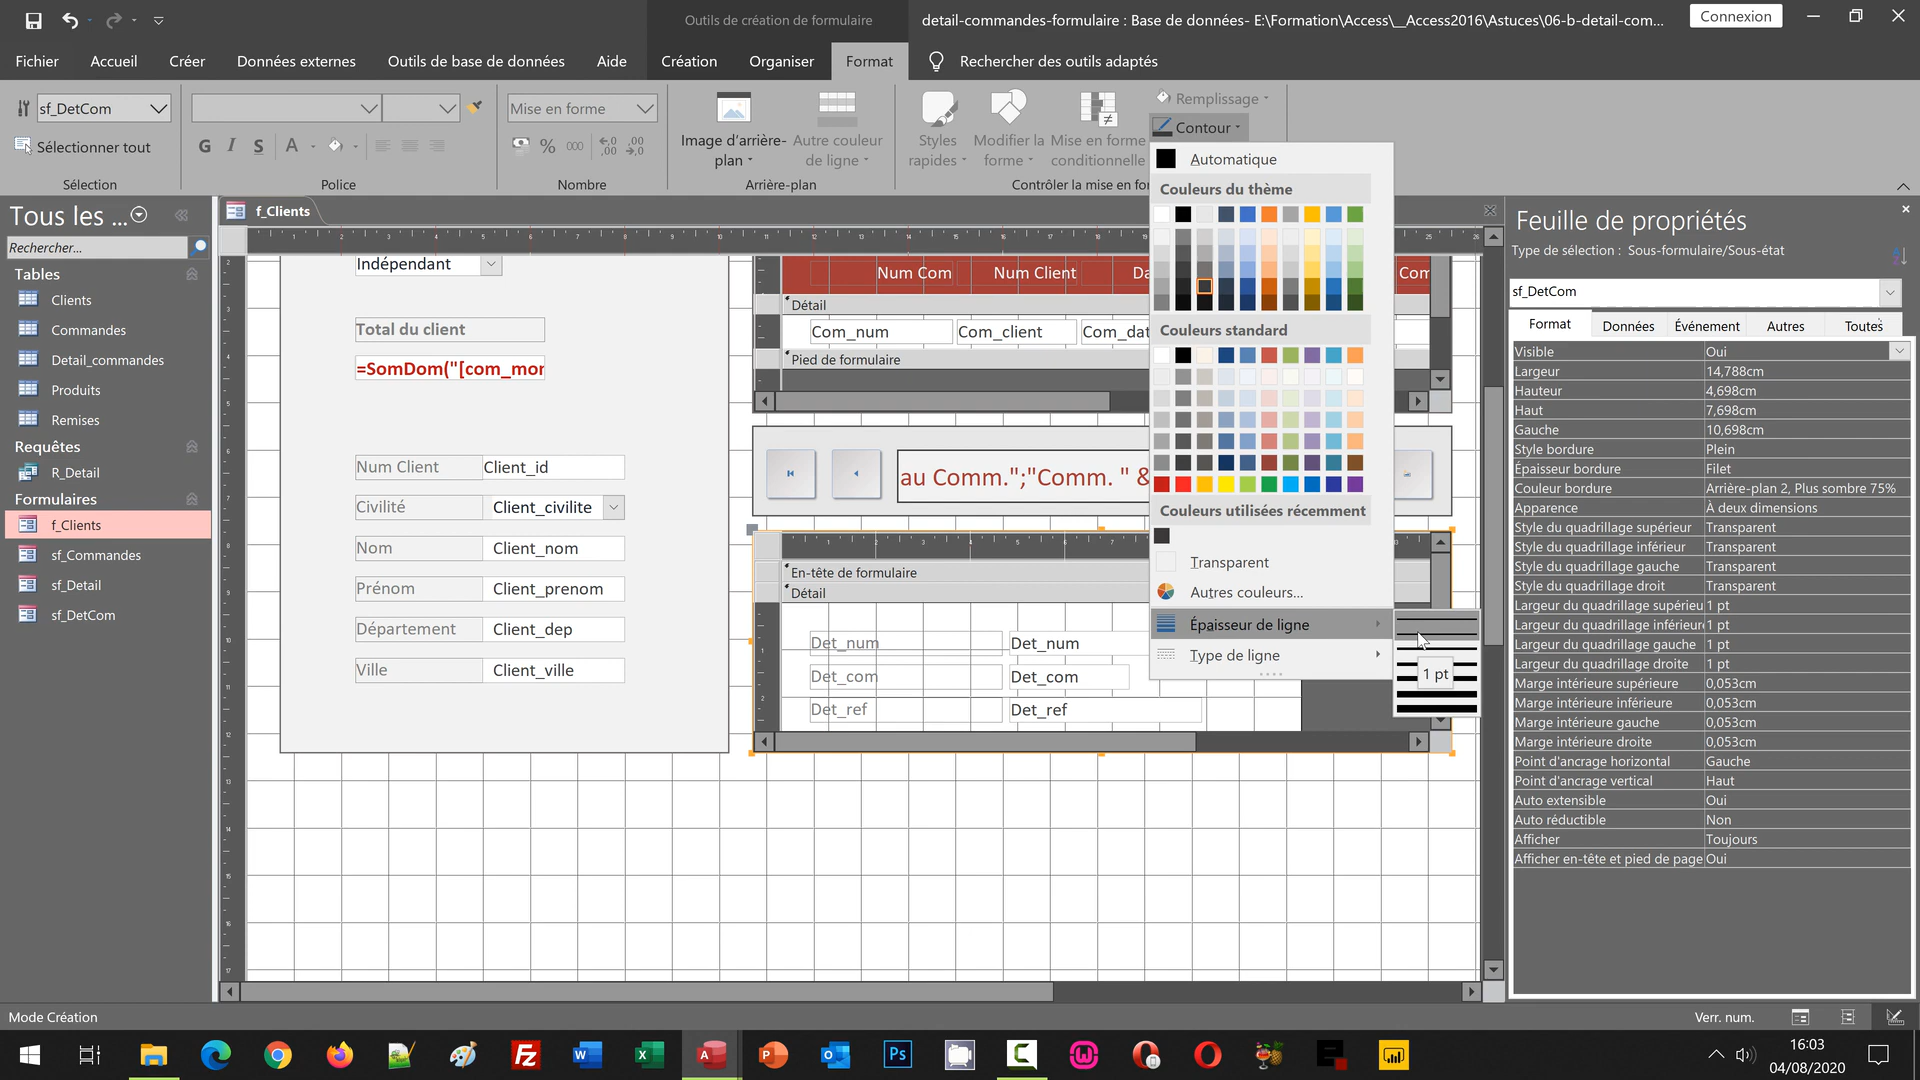 Outils de création de formulaire
detail-commandes-formulaire : Base de données- E:\Formation\Access\__Access2016\Astuces\06-b-detail-com...
Connexion
Fichier
Accueil
Créer
Données externes
Outils de base de données
Aide
Création
Organiser
Format
Rechercher des outils adaptés
sf_DetCom
Sélectionner tout
Sélection
G I S A
Police
Mise en forme
% 000
Nombre
Image d'arrière-
plan
Autre couleur
de ligne
Arrière-plan
Styles
rapides
Modifier la
forme
Mise en forme
conditionnelle
Remplissage
Contour
Contrôler la mise en for
Automatique
Couleurs du thème
Couleurs standard
Couleurs utilisées récemment
Transparent
Autres couleurs...
Épaisseur de ligne
Type de ligne
1 pt
Tous les ...
Rechercher...
Tables
Clients
Commandes
Detail_commandes
Produits
Remises
Requêtes
R_Detail
Formulaires
f_Clients
sf_Commandes
sf_Detail
sf_DetCom
f_Clients
Indépendant
Total du client
=SomDom("[com_mor
Num Client
Client_id
Civilité
Client_civilite
Nom
Client_nom
Prénom
Client_prenom
Département
Client_dep
Ville
Client_ville
Num Com
Num Client
Da
Com
Détail
Com_num
Com_client
Com_dat
Pied de formulaire
au Comm.";"Comm. " &
En-tête de formulaire
Détail
Det_num
Det_num
Det_com
Det_com
Det_ref
Det_ref
Feuille de propriétés
Type de sélection : Sous-formulaire/Sous-état
sf_DetCom
Format
Données
Événement
Autres
Toutes
Visible Oui
Largeur 14,788cm
Hauteur 4,698cm
Haut 7,698cm
Gauche 10,698cm
Style bordure Plein
Épaisseur bordure Filet
Couleur bordure Arrière-plan 2, Plus sombre 75%
Apparence À deux dimensions
Style du quadrillage supérieur Transparent
Style du quadrillage inférieur Transparent
Style du quadrillage gauche Transparent
Style du quadrillage droit Transparent
Largeur du quadrillage supérieu 1 pt
Largeur du quadrillage inférieur 1 pt
Largeur du quadrillage gauche 1 pt
Largeur du quadrillage droite 1 pt
Marge intérieure supérieure 0,053cm
Marge intérieure inférieure 0,053cm
Marge intérieure gauche 0,053cm
Marge intérieure droite 0,053cm
Point d'ancrage horizontal Gauche
Point d'ancrage vertical Haut
Auto extensible Oui
Auto réductible Non
Afficher Toujours
Afficher en-tête et pied de page Oui
Mode Création
Verr. num.
16:03
04/08/2020